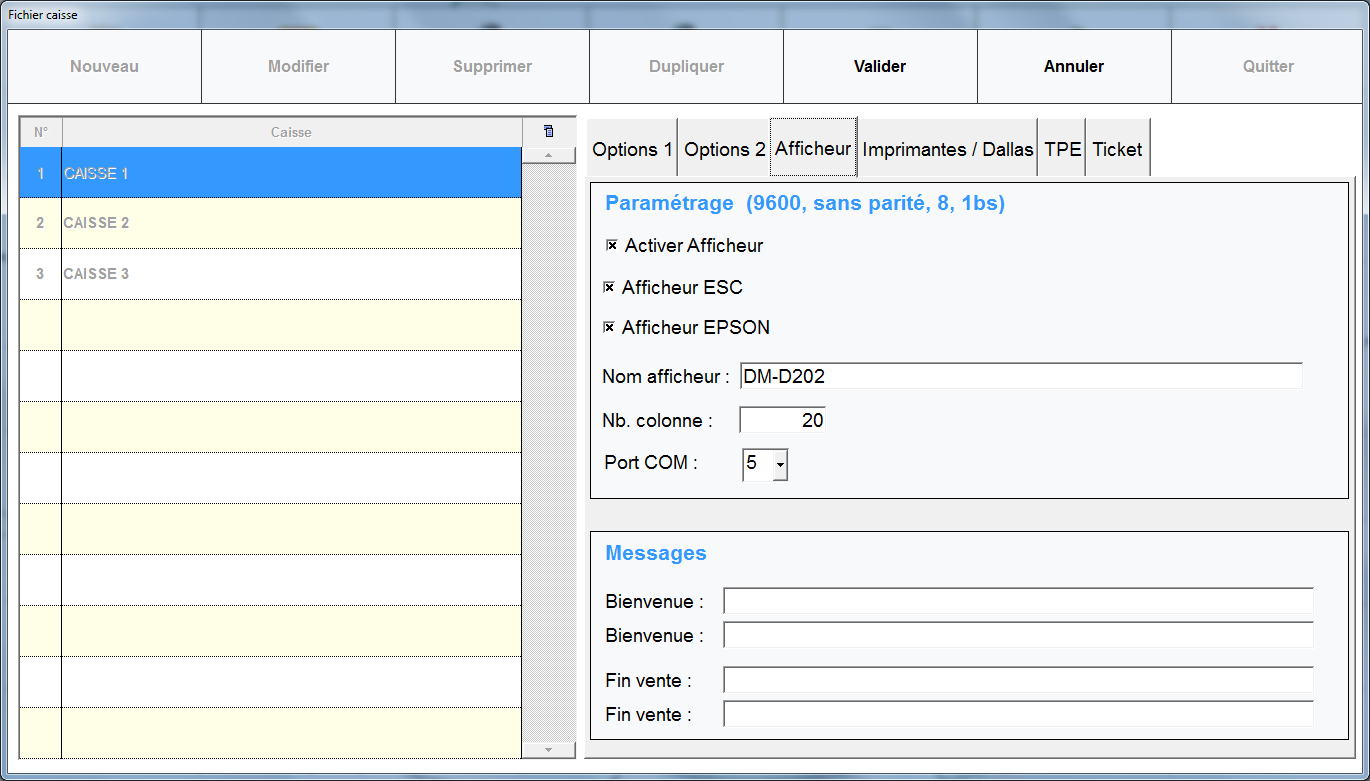 Fichier caisse
Nouveau Modifier Supprimer Dupliquer Valider Annuler Quitter
N° Caisse
1 CAISSE 1
2 CAISSE 2
3 CAISSE 3
Options 1 Options 2 Afficheur Imprimantes / Dallas TPE Ticket
Paramétrage (9600, sans parité, 8, 1bs)
Activer Afficheur
Afficheur ESC
Afficheur EPSON
Nom afficheur : DM-D202
Nb. colonne : 20
Port COM : 5
Messages
Bienvenue :
Bienvenue :
Fin vente :
Fin vente :